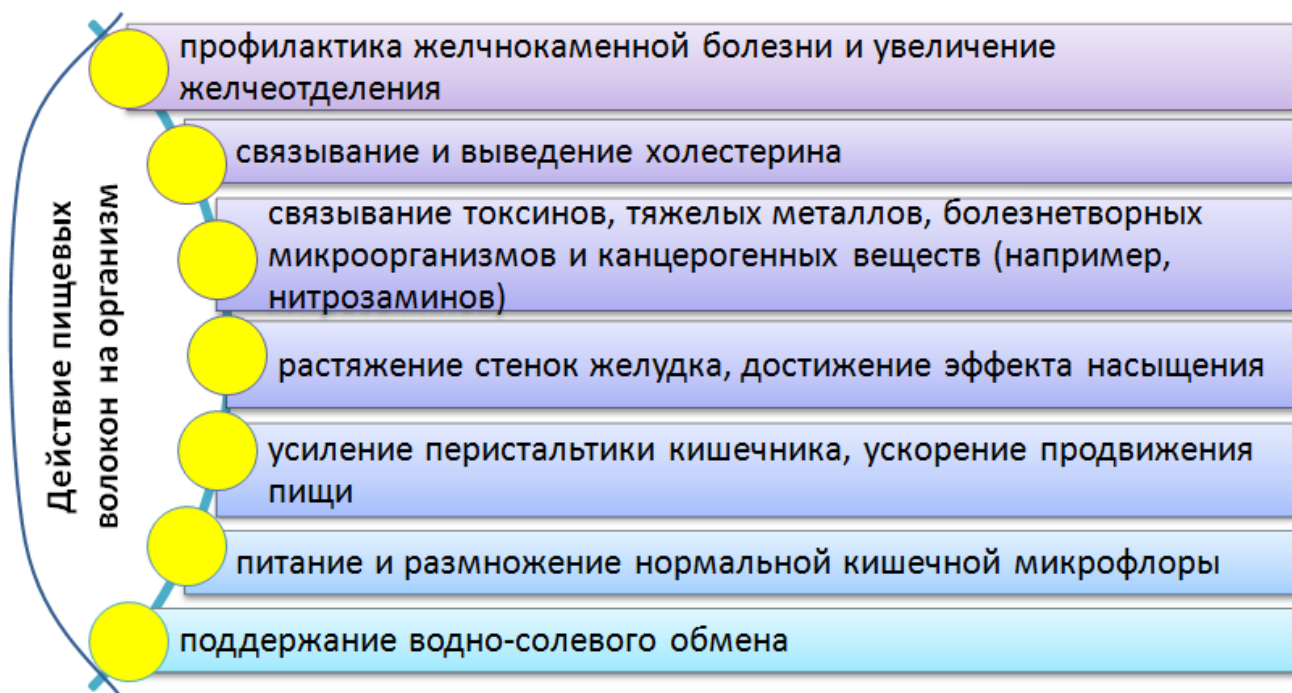 Действие пищевых
волокон на организм
профилактика желчнокаменной болезни и увеличение
желчеотделения
связывание и выведение холестерина
связывание токсинов, тяжелых металлов, болезнетворных
микроорганизмов и канцерогенных веществ (например,
нитрозаминов)
растяжение стенок желудка, достижение эффекта насыщения
усиление перистальтики кишечника, ускорение продвижения
пищи
питание и размножение нормальной кишечной микрофлоры
поддержание водно-солевого обмена